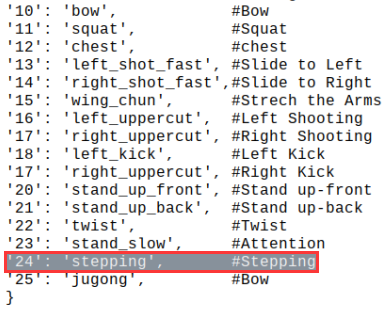 '10': 'bow', #Bow
'11': 'squat', #Squat
'12': 'chest', #chest
'13': 'left_shot_fast', #Slide to Left
'14': 'right_shot_fast',#Slide to Right
'15': 'wing_chun', #Strech the Arms
'16': 'left_uppercut', #Left Shooting
'17': 'right_uppercut', #Right Shooting
'18': 'left_kick', #Left Kick
'17': 'right_uppercut', #Right Kick
'20': 'stand_up_front', #Stand up-front
'21': 'stand_up_back', #Stand up-back
'22': 'twist', #Twist
'23': 'stand_slow', #Attention
'24': 'stepping', #Stepping
'25': 'jugong', #Bow
}